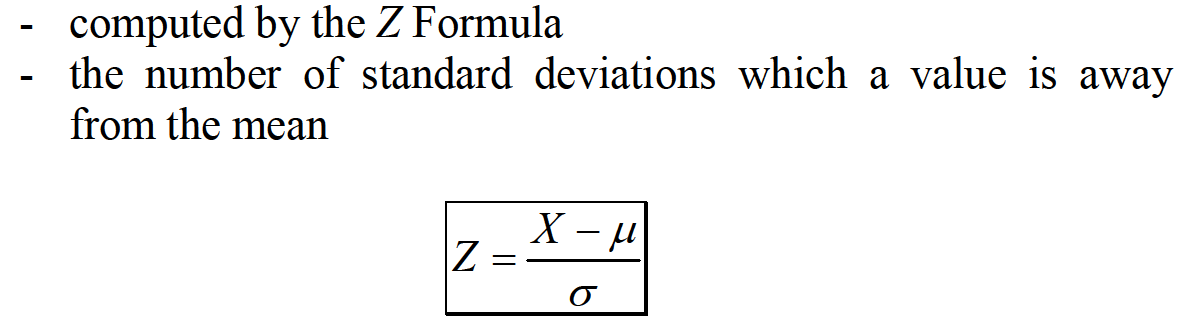 - computed by the Z Formula
- the number of standard deviations which a value is away
from the mean
Z = (X − μ) / σ